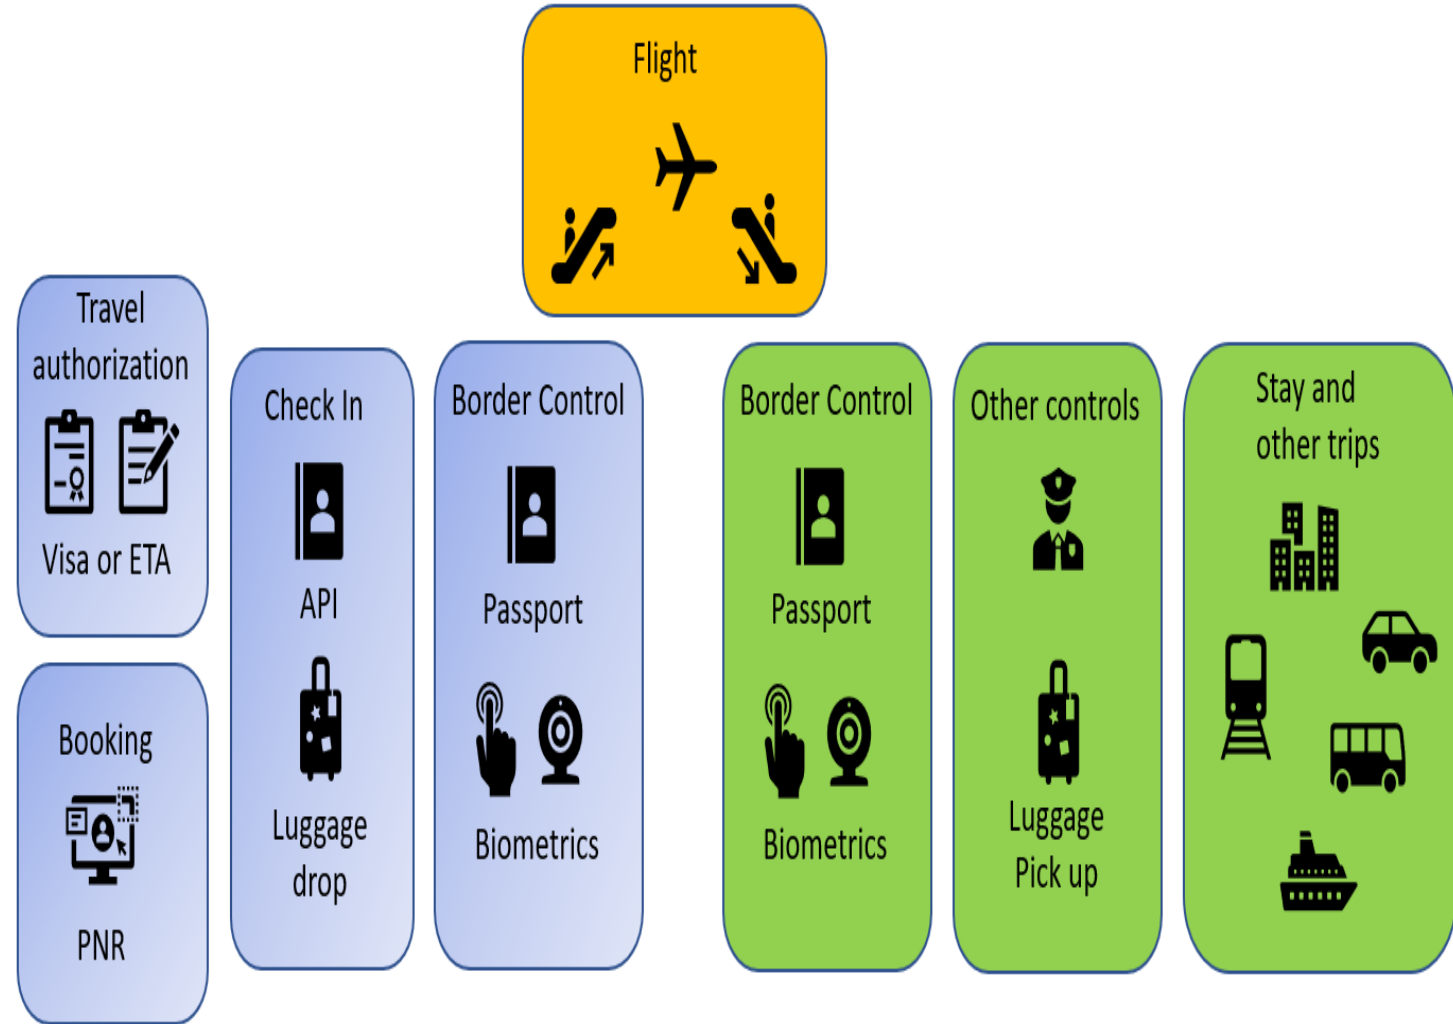 Flight
Travel
authorization
Visa or ETA
Booking
PNR
Check In
API
Luggage
drop
Border Control
Passport
Biometrics
Border Control
Passport
Biometrics
Other controls
Luggage
Pick up
Stay and
other trips